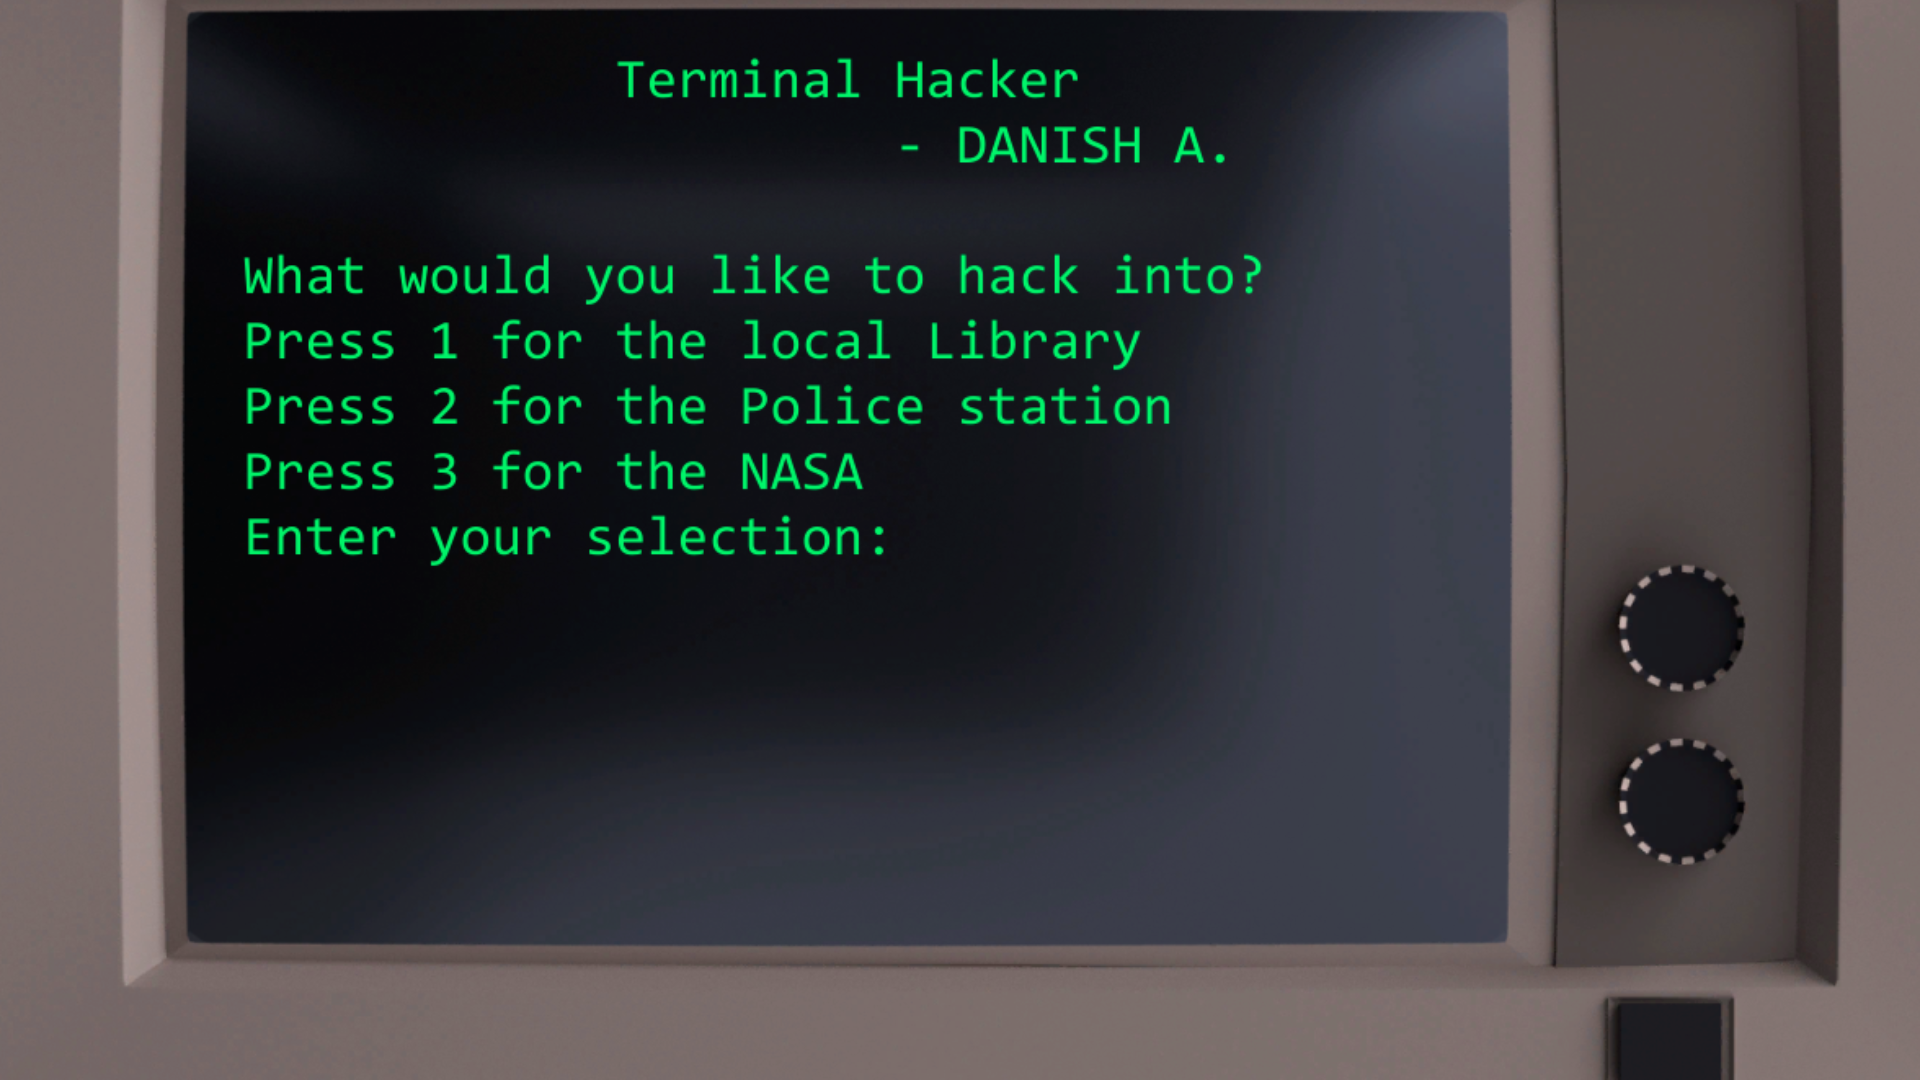 Terminal Hacker
- DANISH A.
What would you like to hack into?
Press 1 for the local Library
Press 2 for the Police station
Press 3 for the NASA
Enter your selection: